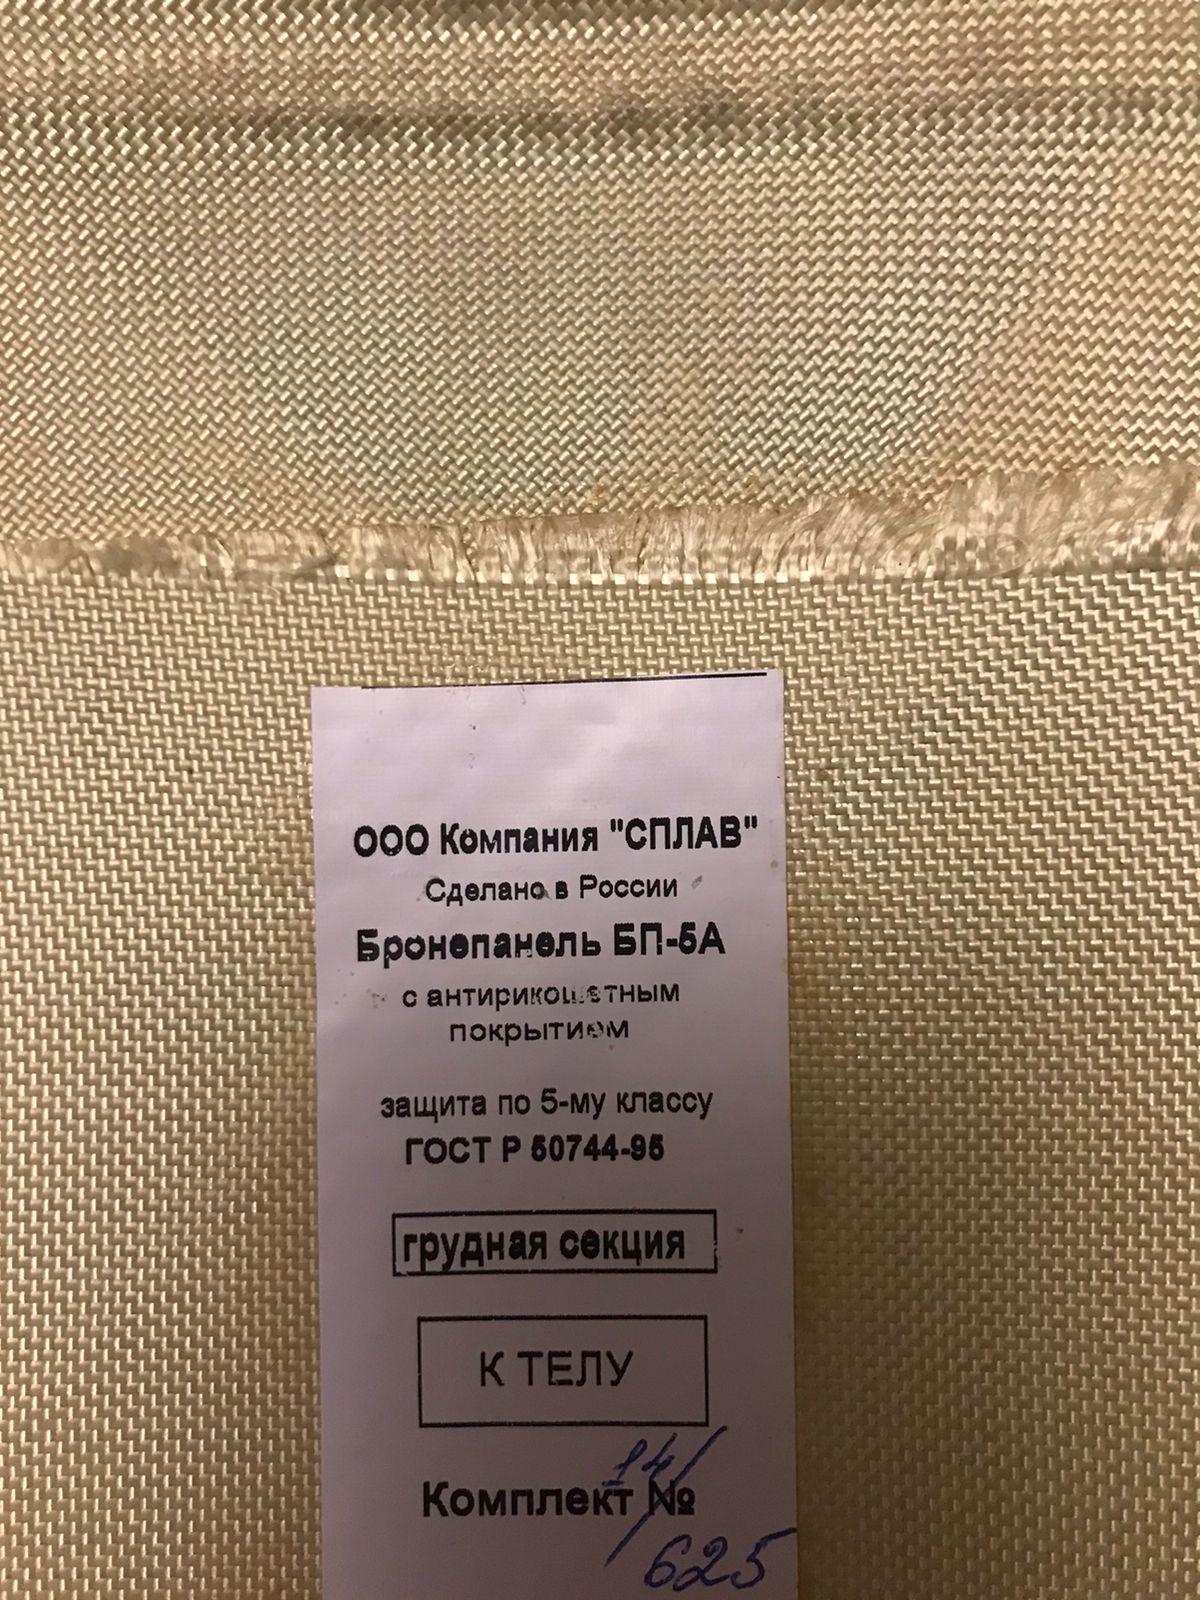 ООО Компания "СПЛАВ"
Сделано в России
Бронепанель БП-5А
с антирикошетным
покрытием
защита по 5-му классу
ГОСТ Р 50744-95
грудная секция
К ТЕЛУ
14/
Комплект №
625